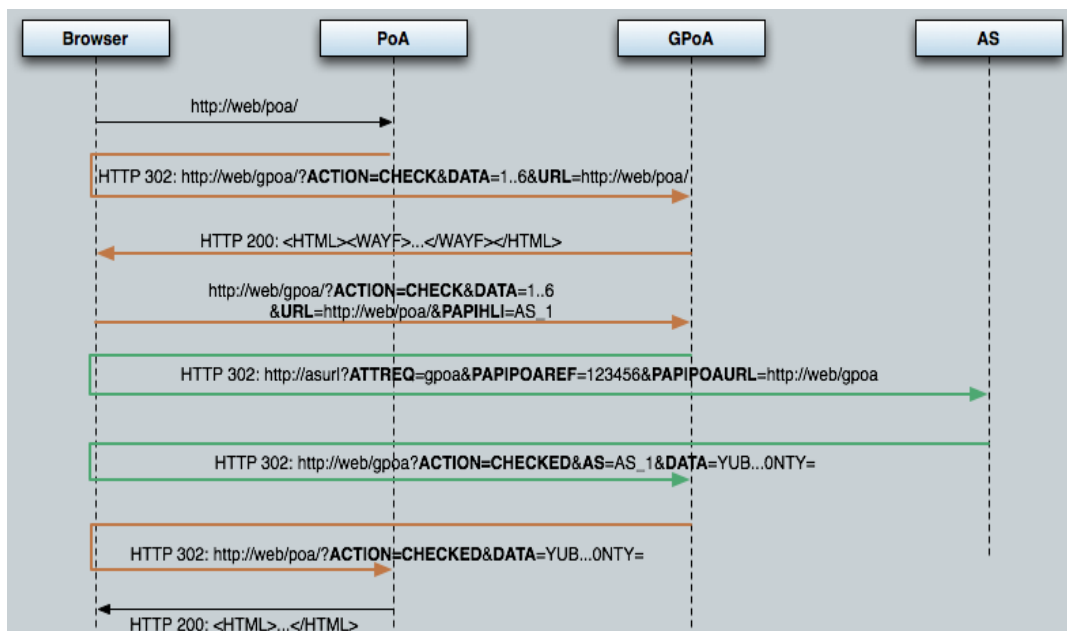 Browser PoA GPoA AS
http://web/poa/
HTTP 302: http://web/gpoa/?ACTION=CHECK&DATA=1..6&URL=http://web/poa/
HTTP 200: <HTML><WAYF>...</WAYF></HTML>
http://web/gpoa/?ACTION=CHECK&DATA=1..6
&URL=http://web/poa/&PAPIHLI=AS_1
HTTP 302: http://asurl?ATTREQ=gpoa&PAPIPOAREF=123456&PAPIPOAURL=http://web/gpoa
HTTP 302: http://web/gpoa?ACTION=CHECKED&AS=AS_1&DATA=YUB...0NTY=
HTTP 302: http://web/poa/?ACTION=CHECKED&DATA=YUB...0NTY=
HTTP 200: <HTML>...</HTML>